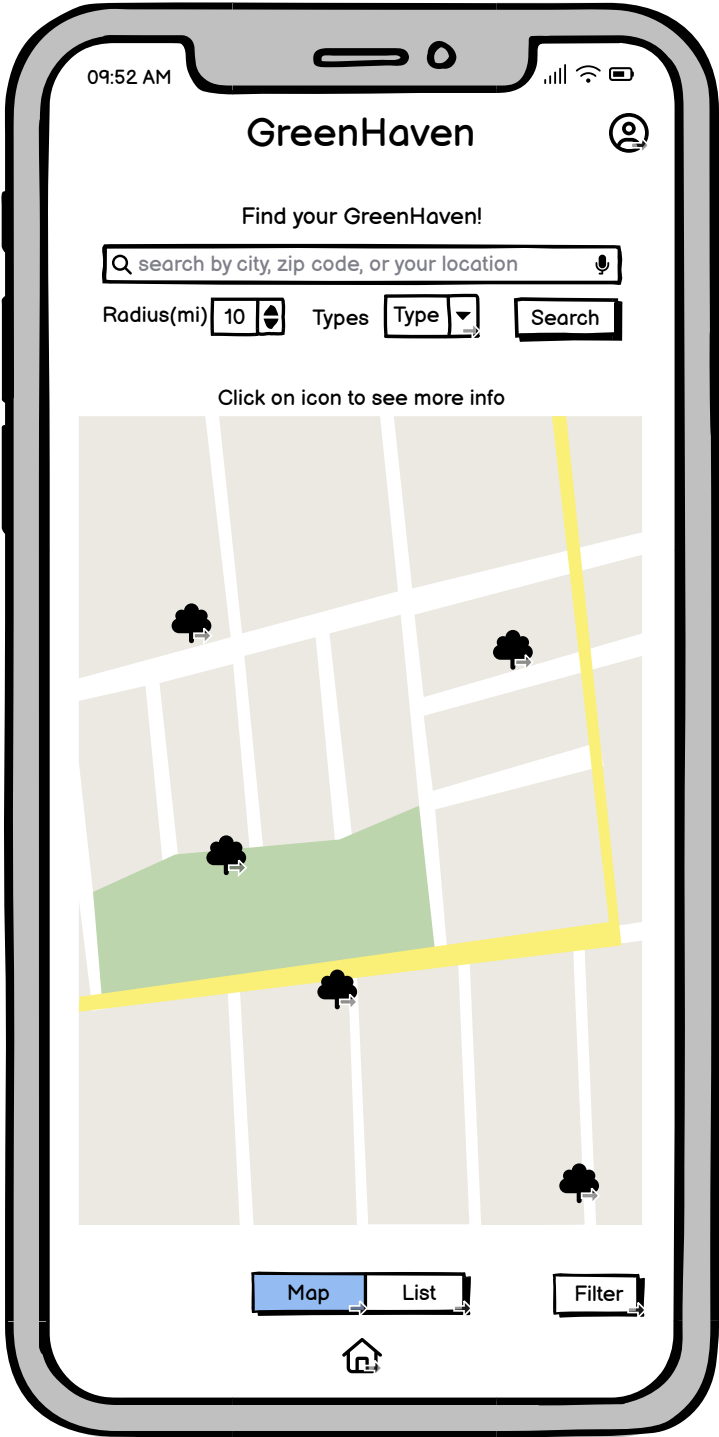 09:52 AM
GreenHaven
Find your GreenHaven!
search by city, zip code, or your location
Radius(mi) 10 Types Type Search
Click on icon to see more info
Map List Filter